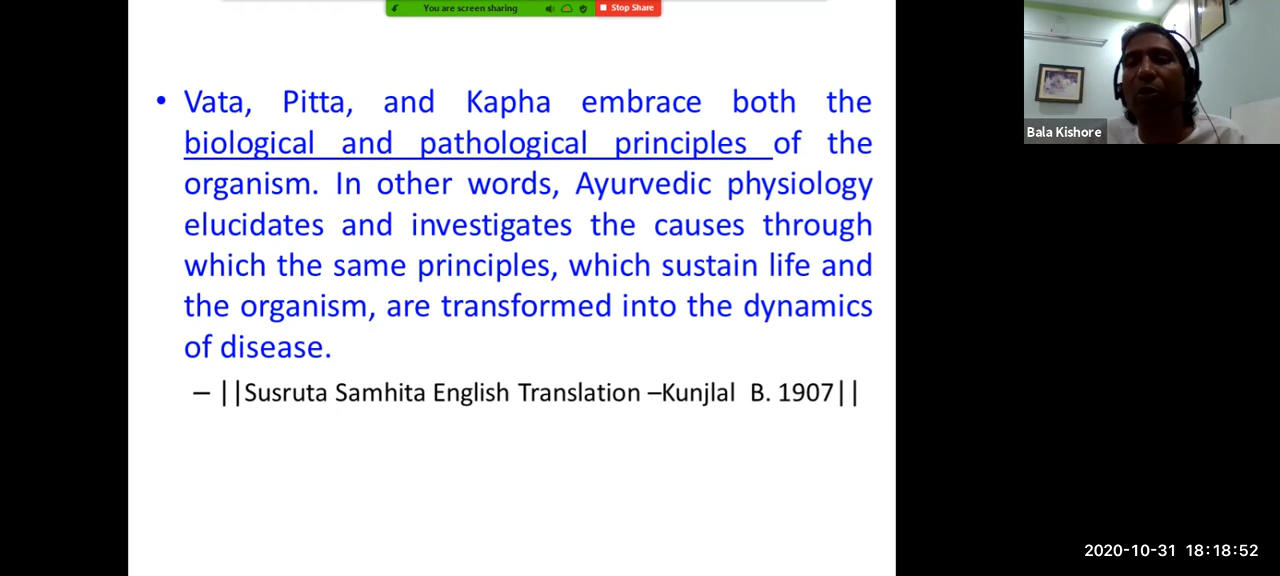 You are screen sharing
Stop Share
• Vata, Pitta, and Kapha embrace both the
biological and pathological principles of the
organism. In other words, Ayurvedic physiology
elucidates and investigates the causes through
which the same principles, which sustain life and
the organism, are transformed into the dynamics
of disease.
– ||Susruta Samhita English Translation –Kunjlal B. 1907||
Bala Kishore
2020-10-31 18:18:52